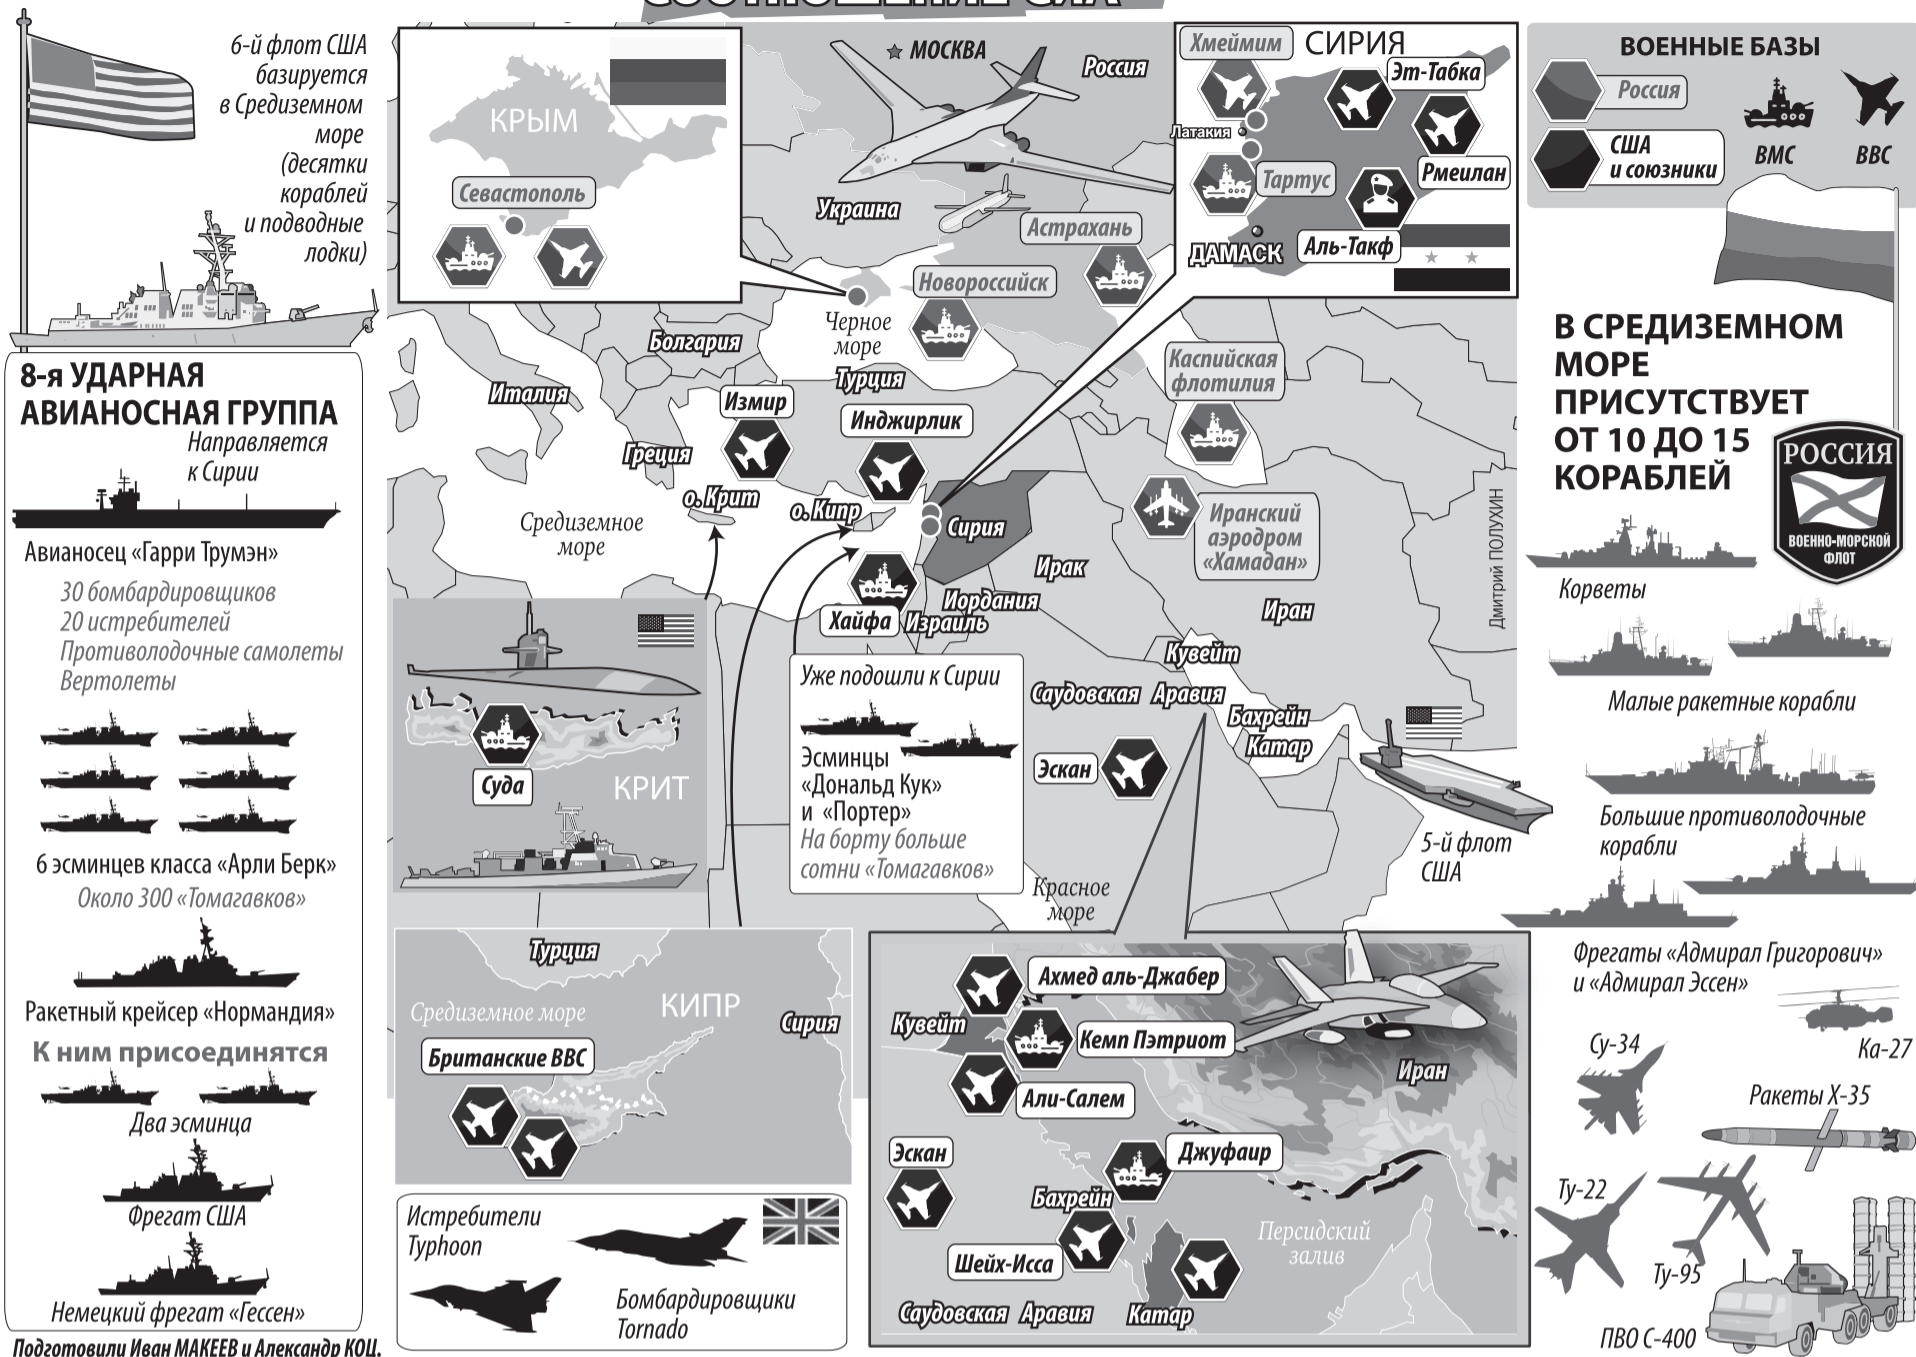 СООТНОШЕНИЕ СИЛ
6-й флот США
базируется
в Средиземном
море
(десятки
кораблей
и подводные
лодки)
8-я УДАРНАЯ
АВИАНОСНАЯ ГРУППА
Направляется
к Сирии
Авианосец «Гарри Трумэн»
30 бомбардировщиков
20 истребителей
Противолодочные самолеты
Вертолеты
6 эсминцев класса «Арли Берк»
Около 300 «Томагавков»
Ракетный крейсер «Нормандия»
К ним присоединятся
Два эсминца
Фрегат США
Немецкий фрегат «Гессен»
Подготовили Иван МАКЕЕВ и Александр КОЦ.
КРЫМ
Севастополь
МОСКВА
Россия
Украина
Астрахань
Новороссийск
Черное
море
Болгария
Турция
Италия
Измир
Инджирлик
Греция
о. Крит
о. Кипр
Средиземное
море
Сирия
Каспийская
флотилия
Иранский
аэродром
«Хамадан»
Ирак
Иордания
Хайфа
Израиль
Иран
Кувейт
Саудовская Аравия
Бахрейн
Катар
Эскан
Красное
море
5-й флот
США
Дмитрий ПОЛУХИН
Хмеймим
СИРИЯ
Эт-Табка
Латакия
Рмеилан
Тартус
ДАМАСК
Аль-Такф
Суда
КРИТ
Уже подошли к Сирии
Эсминцы
«Дональд Кук»
и «Портер»
На борту больше
сотни «Томагавков»
Турция
Средиземное море
КИПР
Сирия
Британские ВВС
Истребители
Typhoon
Бомбардировщики
Tornado
Ахмед аль-Джабер
Кувейт
Кемп Пэтриот
Али-Салем
Иран
Эскан
Джуфаир
Бахрейн
Шейх-Исса
Персидский
залив
Саудовская Аравия
Катар
ВОЕННЫЕ БАЗЫ
Россия
США
и союзники
ВМС
ВВС
В СРЕДИЗЕМНОМ
МОРЕ
ПРИСУТСТВУЕТ
ОТ 10 ДО 15
КОРАБЛЕЙ
РОССИЯ
ВОЕННО-МОРСКОЙ
ФЛОТ
Корветы
Малые ракетные корабли
Большие противолодочные
корабли
Фрегаты «Адмирал Григорович»
и «Адмирал Эссен»
Су-34
Ка-27
Ракеты Х-35
Ту-22
Ту-95
ПВО С-400